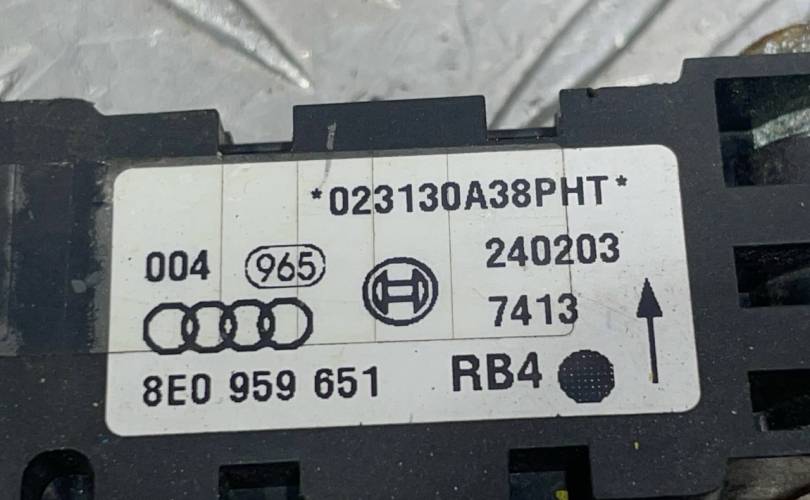 *023130A38PHT*
004 965 240203
7413
8E0 959 651 RB4